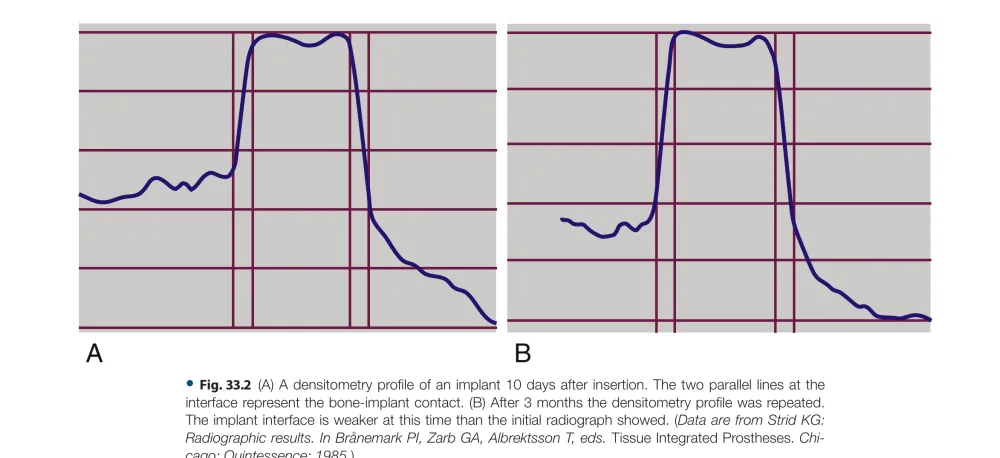 A
B
• Fig. 33.2 (A) A densitometry profile of an implant 10 days after insertion. The two parallel lines at the
interface represent the bone-implant contact. (B) After 3 months the densitometry profile was repeated.
The implant interface is weaker at this time than the initial radiograph showed. (Data are from Strid KG:
Radiographic results. In Brånemark PI, Zarb GA, Albrektsson T, eds. Tissue Integrated Prostheses. Chi-
cago: Quintessence; 1985.)